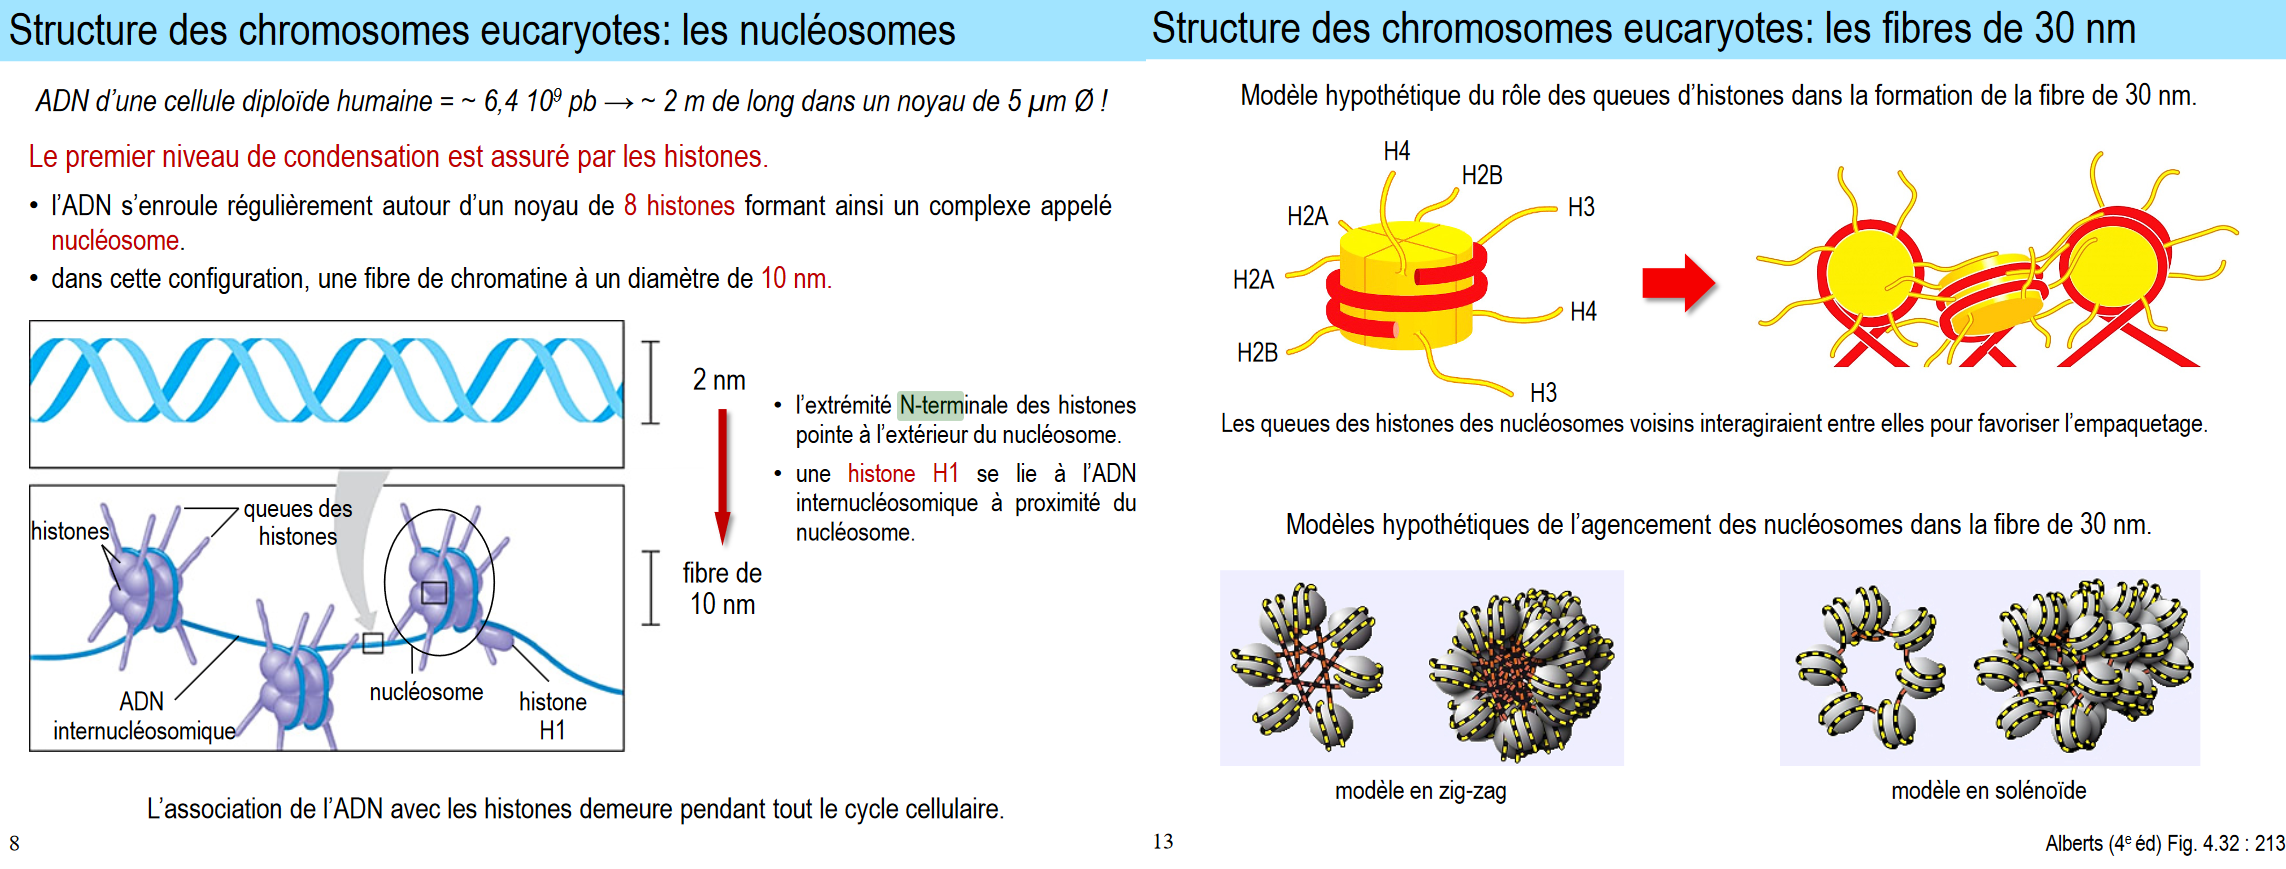 Structure des chromosomes eucaryotes: les nucléosomes
ADN d'une cellule diploïde humaine = ~ 6,4 10⁹ pb → ~ 2 m de long dans un noyau de 5 µm Ø !
Le premier niveau de condensation est assuré par les histones.
• l'ADN s'enroule régulièrement autour d'un noyau de 8 histones formant ainsi un complexe appelé
nucléosome.
• dans cette configuration, une fibre de chromatine à un diamètre de 10 nm.
2 nm
• l'extrémité N-terminale des histones
pointe à l'extérieur du nucléosome.
• une histone H1 se lie à l'ADN
internucléosomique à proximité du
nucléosome.
histones
queues des
histones
fibre de
10 nm
ADN
internucléosomique
nucléosome
histone
H1
L'association de l'ADN avec les histones demeure pendant tout le cycle cellulaire.
8
Structure des chromosomes eucaryotes: les fibres de 30 nm
Modèle hypothétique du rôle des queues d'histones dans la formation de la fibre de 30 nm.
H4
H2B
H2A
H3
H2A
H4
H2B
H3
Les queues des histones des nucléosomes voisins interagiraient entre elles pour favoriser l'empaquetage.
Modèles hypothétiques de l'agencement des nucléosomes dans la fibre de 30 nm.
modèle en zig-zag
modèle en solénoïde
13
Alberts (4ᵉ éd) Fig. 4.32 : 213